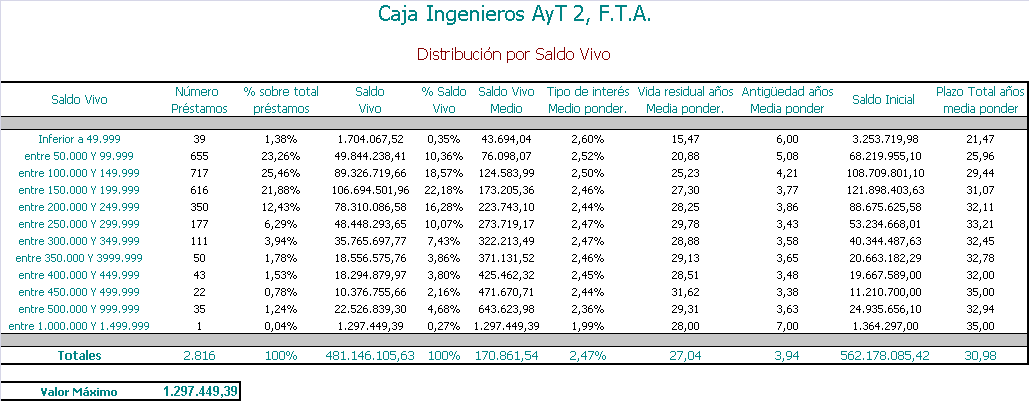 Caja Ingenieros AyT 2, F.T.A.
Distribución por Saldo Vivo
Saldo Vivo Número Préstamos % sobre total préstamos Saldo Vivo % Saldo Vivo Saldo Vivo Medio Tipo de interés Medio ponder. Vida residual años Media ponder. Antigüedad años Media ponder Saldo Inicial Plazo Total años media ponder
Inferior a 49.999 39 1,38% 1.704.067,52 0,35% 43.694,04 2,60% 15,47 6,00 3.253.719,98 21,47
entre 50.000 Y 99.999 655 23,26% 49.844.238,41 10,36% 76.098,07 2,52% 20,88 5,08 68.219.955,10 25,96
entre 100.000 Y 149.999 717 25,46% 89.326.719,66 18,57% 124.583,99 2,50% 25,23 4,21 108.709.801,10 29,44
entre 150.000 Y 199.999 616 21,88% 106.694.501,96 22,18% 173.205,36 2,46% 27,30 3,77 121.898.403,63 31,07
entre 200.000 Y 249.999 350 12,43% 78.310.086,58 16,28% 223.743,10 2,44% 28,25 3,86 88.675.625,58 32,11
entre 250.000 Y 299.999 177 6,29% 48.448.293,65 10,07% 273.719,17 2,47% 29,78 3,43 53.234.668,01 33,21
entre 300.000 Y 349.999 111 3,94% 35.765.697,77 7,43% 322.213,49 2,47% 28,88 3,58 40.344.487,63 32,45
entre 350.000 Y 3999.999 50 1,78% 18.556.575,76 3,86% 371.131,52 2,46% 29,13 3,65 20.663.182,29 32,78
entre 400.000 Y 449.999 43 1,53% 18.294.879,97 3,80% 425.462,32 2,45% 28,51 3,48 19.667.589,00 32,00
entre 450.000 Y 499.999 22 0,78% 10.376.755,66 2,16% 471.670,71 2,44% 31,62 3,38 11.210.700,00 35,00
entre 500.000 Y 999.999 35 1,24% 22.526.839,30 4,68% 643.623,98 2,36% 29,31 3,63 24.935.656,10 32,94
entre 1.000.000 Y 1.499.999 1 0,04% 1.297.449,39 0,27% 1.297.449,39 1,99% 28,00 7,00 1.364.297,00 35,00
Totales 2.816 100% 481.146.105,63 100% 170.861,54 2,47% 27,04 3,94 562.178.085,42 30,98
Valor Máximo 1.297.449,39